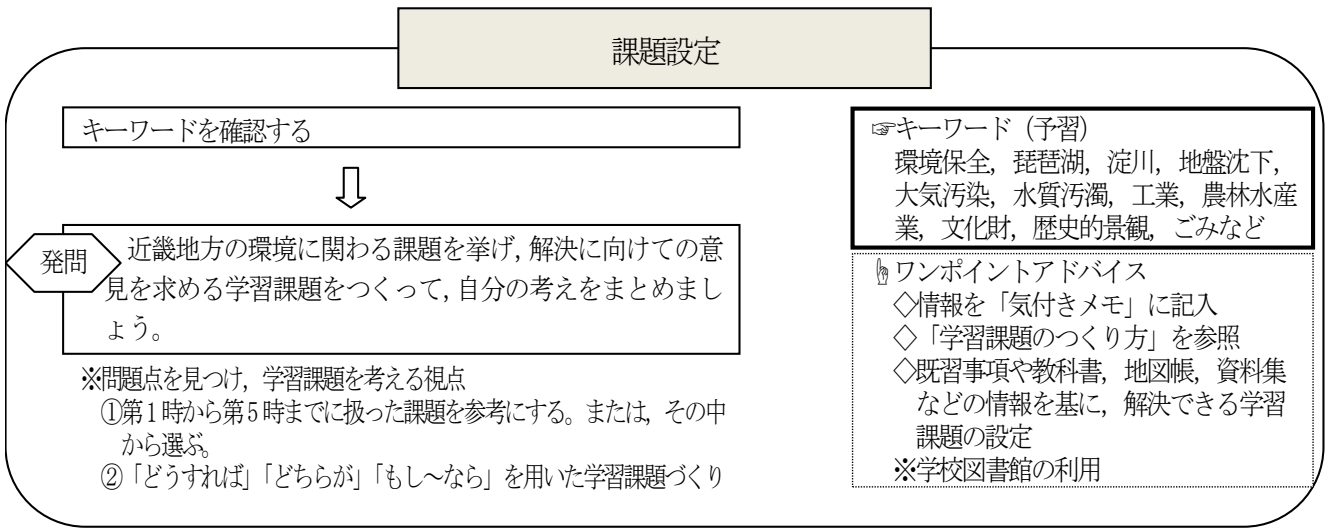 課題設定
キーワードを確認する
⇩
発問
近畿地方の環境に関わる課題を挙げ,解決に向けての意
見を求める学習課題をつくって,自分の考えをまとめまし
ょう。
※問題点を見つけ,学習課題を考える視点
①第1時から第5時までに扱った課題を参考にする。または,その中
から選ぶ。
②「どうすれば」「どちらが」「もし~なら」を用いた学習課題づくり
☞キーワード(予習)
環境保全,琵琶湖,淀川,地盤沈下,
大気汚染,水質汚濁,工業,農林水産
業,文化財,歴史的景観,ごみなど
☝ワンポイントアドバイス
◇情報を「気付きメモ」に記入
◇「学習課題のつくり方」を参照
◇既習事項や教科書,地図帳,資料集
などの情報を基に,解決できる学習
課題の設定
※学校図書館の利用